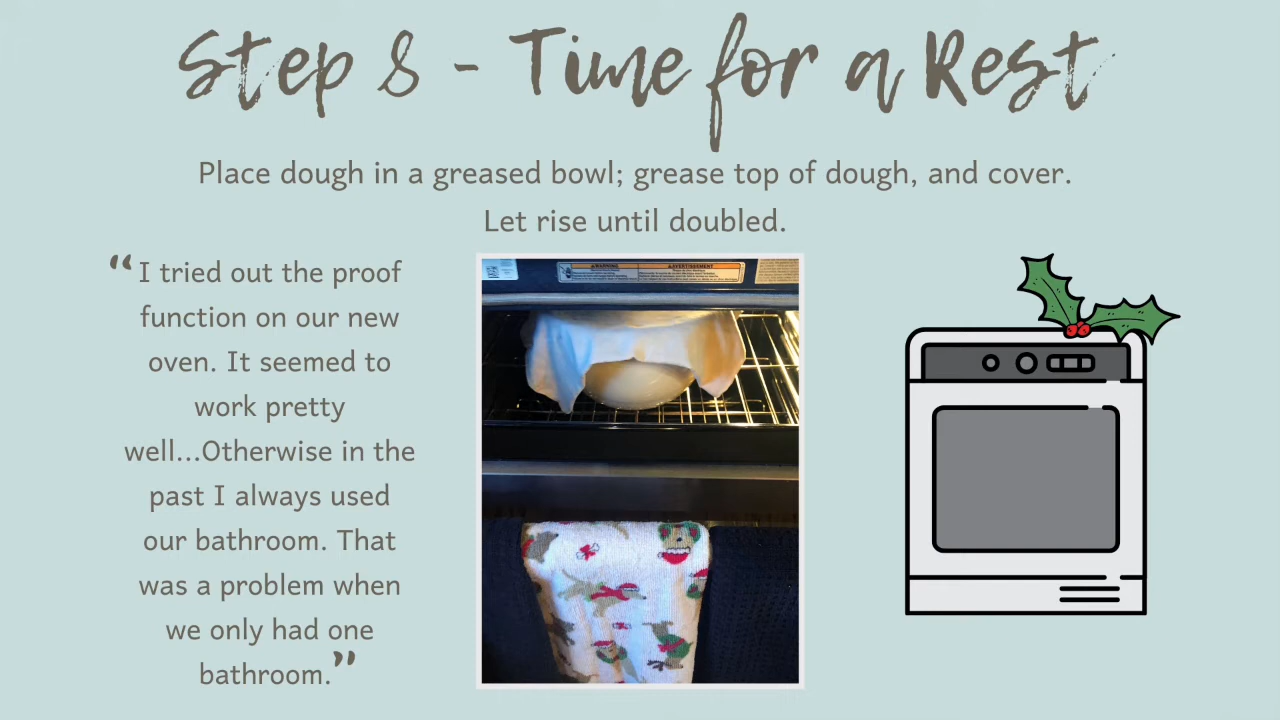 Step 8 - Time for a Rest
Place dough in a greased bowl; grease top of dough, and cover.
Let rise until doubled.
“I tried out the proof
function on our new
oven. It seemed to
work pretty
well...Otherwise in the
past I always used
our bathroom. That
was a problem when
we only had one
bathroom.”
WARNING
AVERTISSEMENT